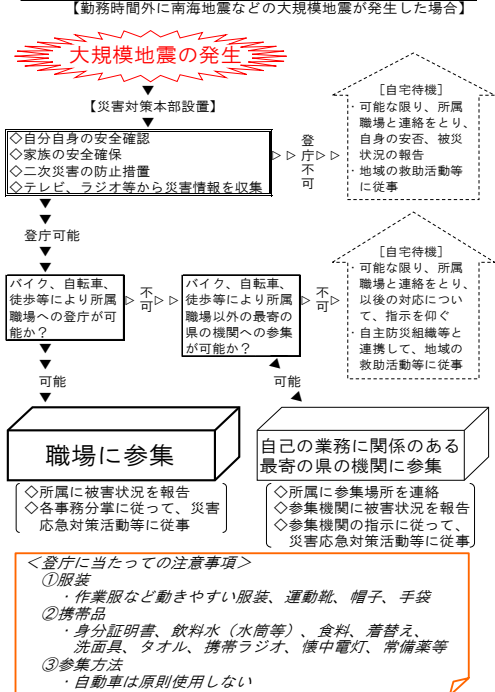 【勤務時間外に南海地震などの大規模地震が発生した場合】
大規模地震の発生
▼
【災害対策本部設置】
▼
◇自分自身の安全確認
◇家族の安全確保
◇二次災害の防止措置
◇テレビ、ラジオ等から災害情報を収集
▷▷登庁不可▷▷
[自宅待機]
・可能な限り、所属
職場と連絡をとり、
自身の安否、被災
状況の報告
・地域の救助活動等
に従事
▼
▼
登庁可能
▼
▼
バイク、自転車、
徒歩等により所属
職場への登庁が可
能か？
▷不可▷▷
バイク、自転車、
徒歩等により所属
職場以外の最寄の
県の機関への参集
が可能か？
▷不可▷
[自宅待機]
・可能な限り、所属
職場と連絡をとり、
以後の対応につい
て、指示を仰ぐ
・自主防災組織等と
連携して、地域の
救助活動等に従事
▼
▼
可能
▼
可能
職場に参集
◇所属に被害状況を報告
◇各事務分掌に従って、災害
応急対策活動等に従事
自己の業務に関係のある
最寄の県の機関に参集
◇所属に参集場所を連絡
◇参集機関に被害状況を報告
◇参集機関の指示に従って、
災害応急対策活動等に従事
＜登庁に当たっての注意事項＞
①服装
・作業服など動きやすい服装、運動靴、帽子、手袋
②携帯品
・身分証明書、飲料水（水筒等）、食料、着替え、
洗面具、タオル、携帯ラジオ、懐中電灯、常備薬等
③参集方法
・自動車は原則使用しない